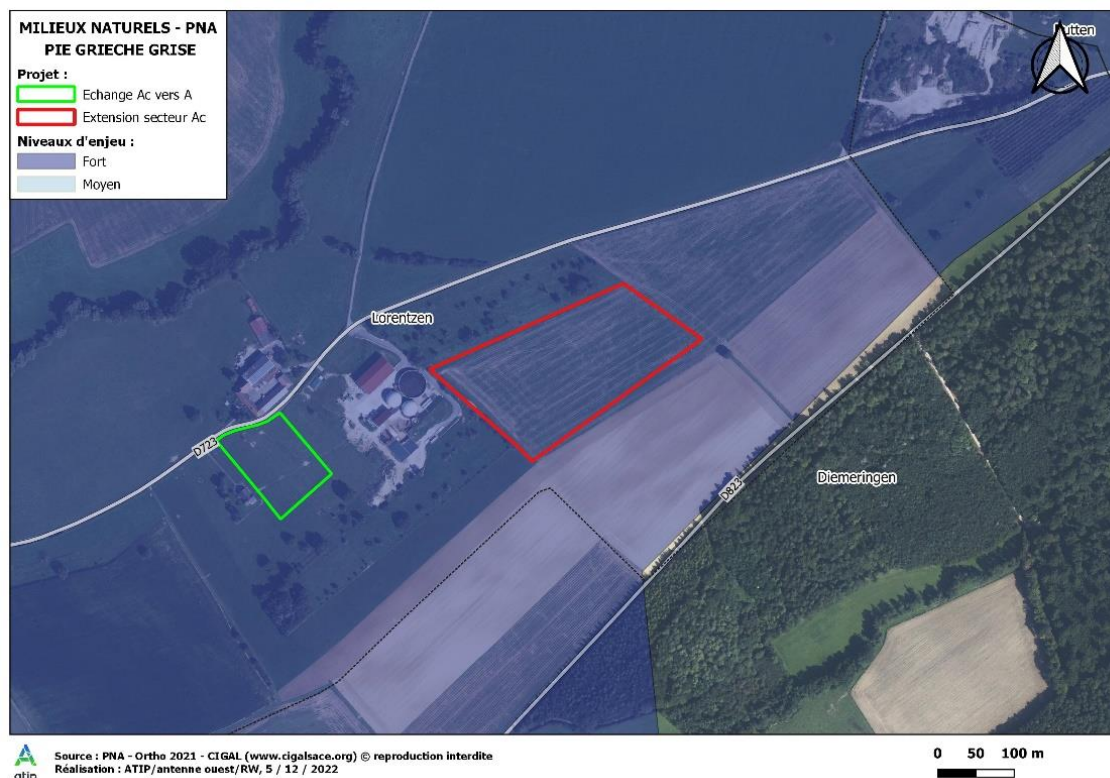 MILIEUX NATURELS - PNA
PIE GRIECHE GRISE
Projet :
Echange Ac vers A
Extension secteur Ac
Niveaux d'enjeu :
Fort
Moyen
Lorentzen
D723
D823
Diemeringen
atip
Source : PNA - Ortho 2021 - CIGAL (www.cigalsace.org) © reproduction interdite
Réalisation : ATIP/antenne ouest/RW, 5 / 12 / 2022
0 50 100 m